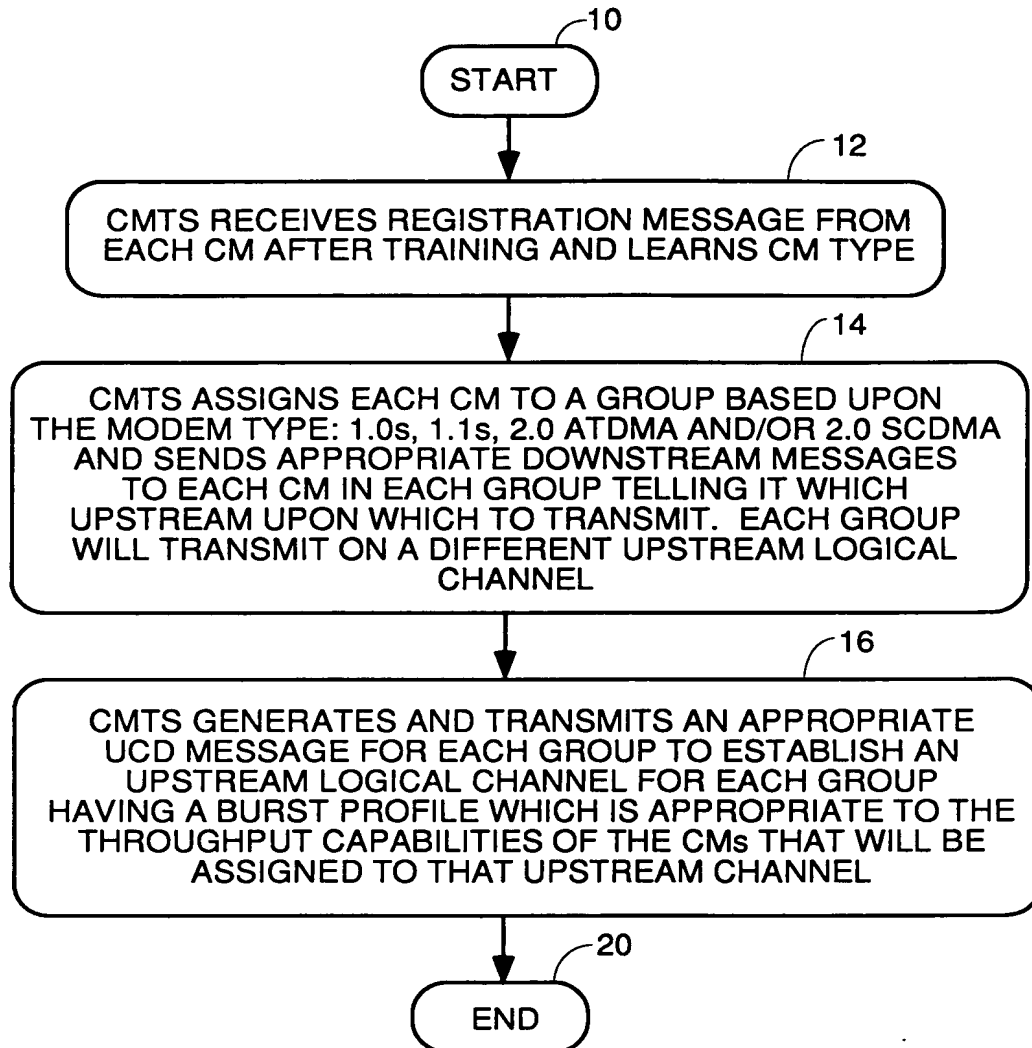 10
START
12
CMTS RECEIVES REGISTRATION MESSAGE FROM
EACH CM AFTER TRAINING AND LEARNS CM TYPE
14
CMTS ASSIGNS EACH CM TO A GROUP BASED UPON
THE MODEM TYPE: 1.0s, 1.1s, 2.0 ATDMA AND/OR 2.0 SCDMA
AND SENDS APPROPRIATE DOWNSTREAM MESSAGES
TO EACH CM IN EACH GROUP TELLING IT WHICH
UPSTREAM UPON WHICH TO TRANSMIT. EACH GROUP
WILL TRANSMIT ON A DIFFERENT UPSTREAM LOGICAL
CHANNEL
16
CMTS GENERATES AND TRANSMITS AN APPROPRIATE
UCD MESSAGE FOR EACH GROUP TO ESTABLISH AN
UPSTREAM LOGICAL CHANNEL FOR EACH GROUP
HAVING A BURST PROFILE WHICH IS APPROPRIATE TO THE
THROUGHPUT CAPABILITIES OF THE CMs THAT WILL BE
ASSIGNED TO THAT UPSTREAM CHANNEL
20
END